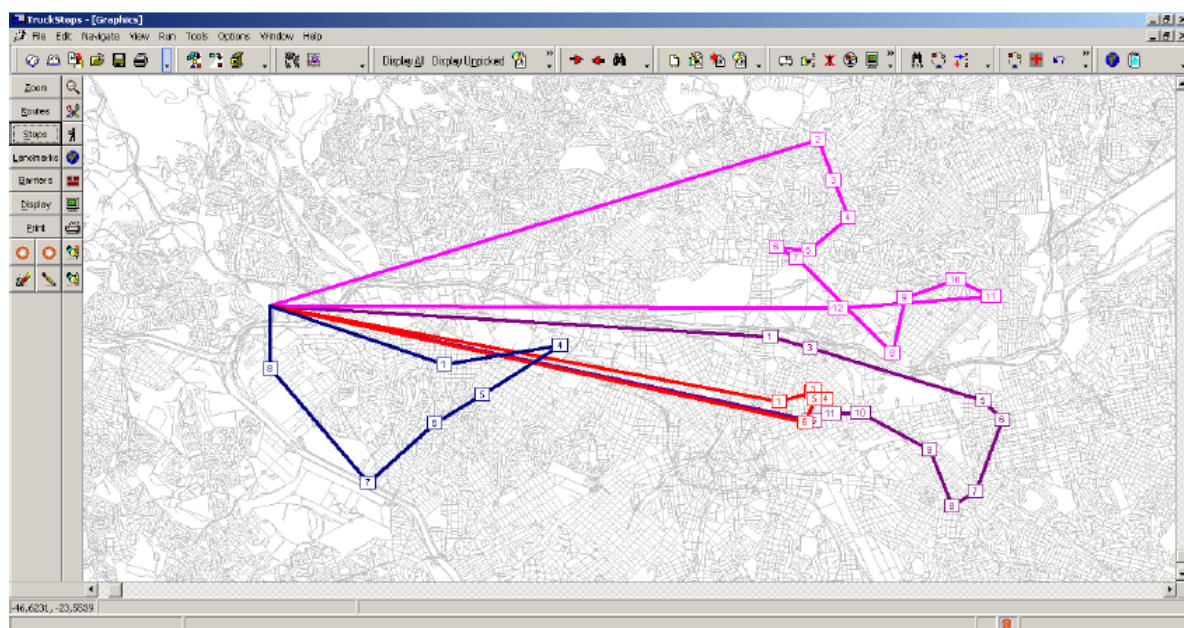 TruckStops - [Graphics]
File Edit Navigate View Run Tools Options Window Help
Display All Display Unpicked
Zoom
Routes
Stops
Landmarks
Barriers
Display
Print
2
3
4
6 5
7
10
9 11
12
8
1
3
4
1
8
5
6
7
1
4
5
6
11 10
5
6
9
7
8
-46,6231, -23,5539